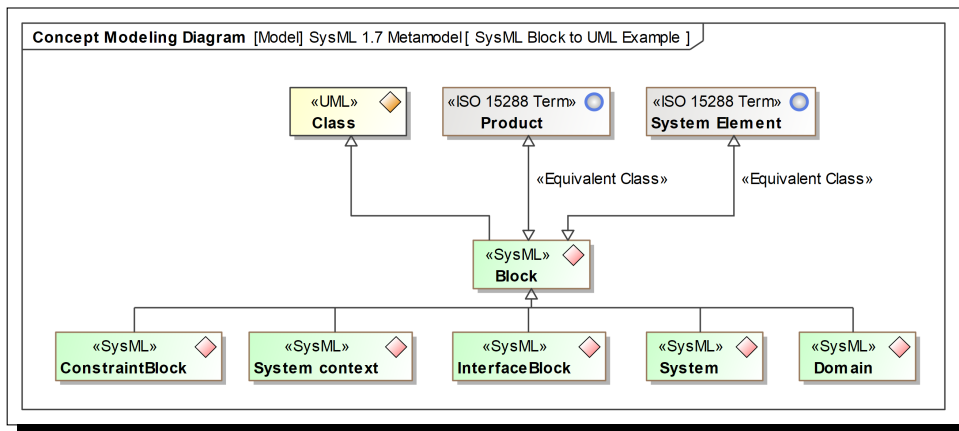 Concept Modeling Diagram [Model] SysML 1.7 Metamodel [ SysML Block to UML Example ]
«UML»
Class
«ISO 15288 Term»
Product
«ISO 15288 Term»
System Element
«Equivalent Class»
«Equivalent Class»
«SysML»
Block
«SysML»
ConstraintBlock
«SysML»
System context
«SysML»
InterfaceBlock
«SysML»
System
«SysML»
Domain